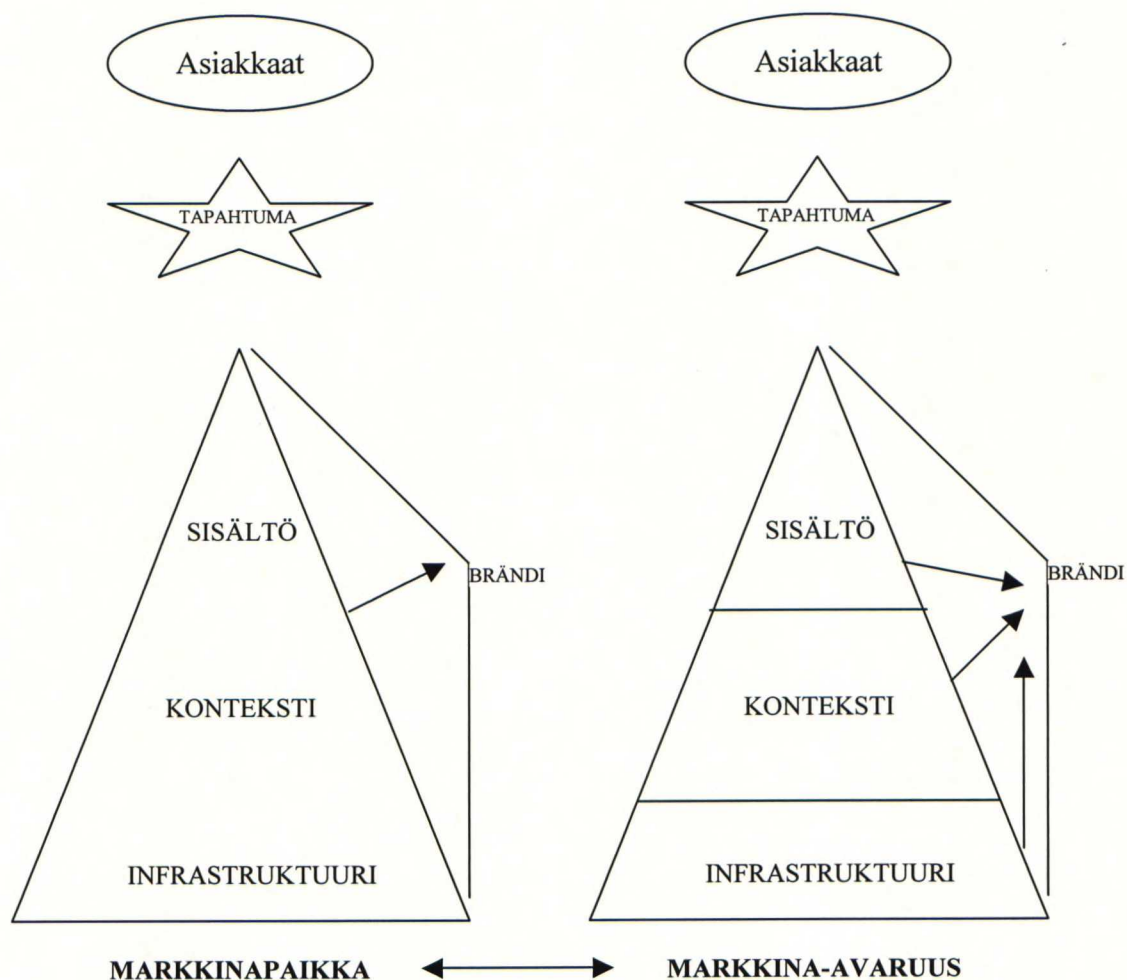 Asiakkaat
Asiakkaat
TAPAHTUMA
TAPAHTUMA
SISÄLTÖ
SISÄLTÖ
BRÄNDI
BRÄNDI
KONTEKSTI
KONTEKSTI
INFRASTRUKTUURI
INFRASTRUKTUURI
MARKKINAPAIKKA
MARKKINA-AVARUUS